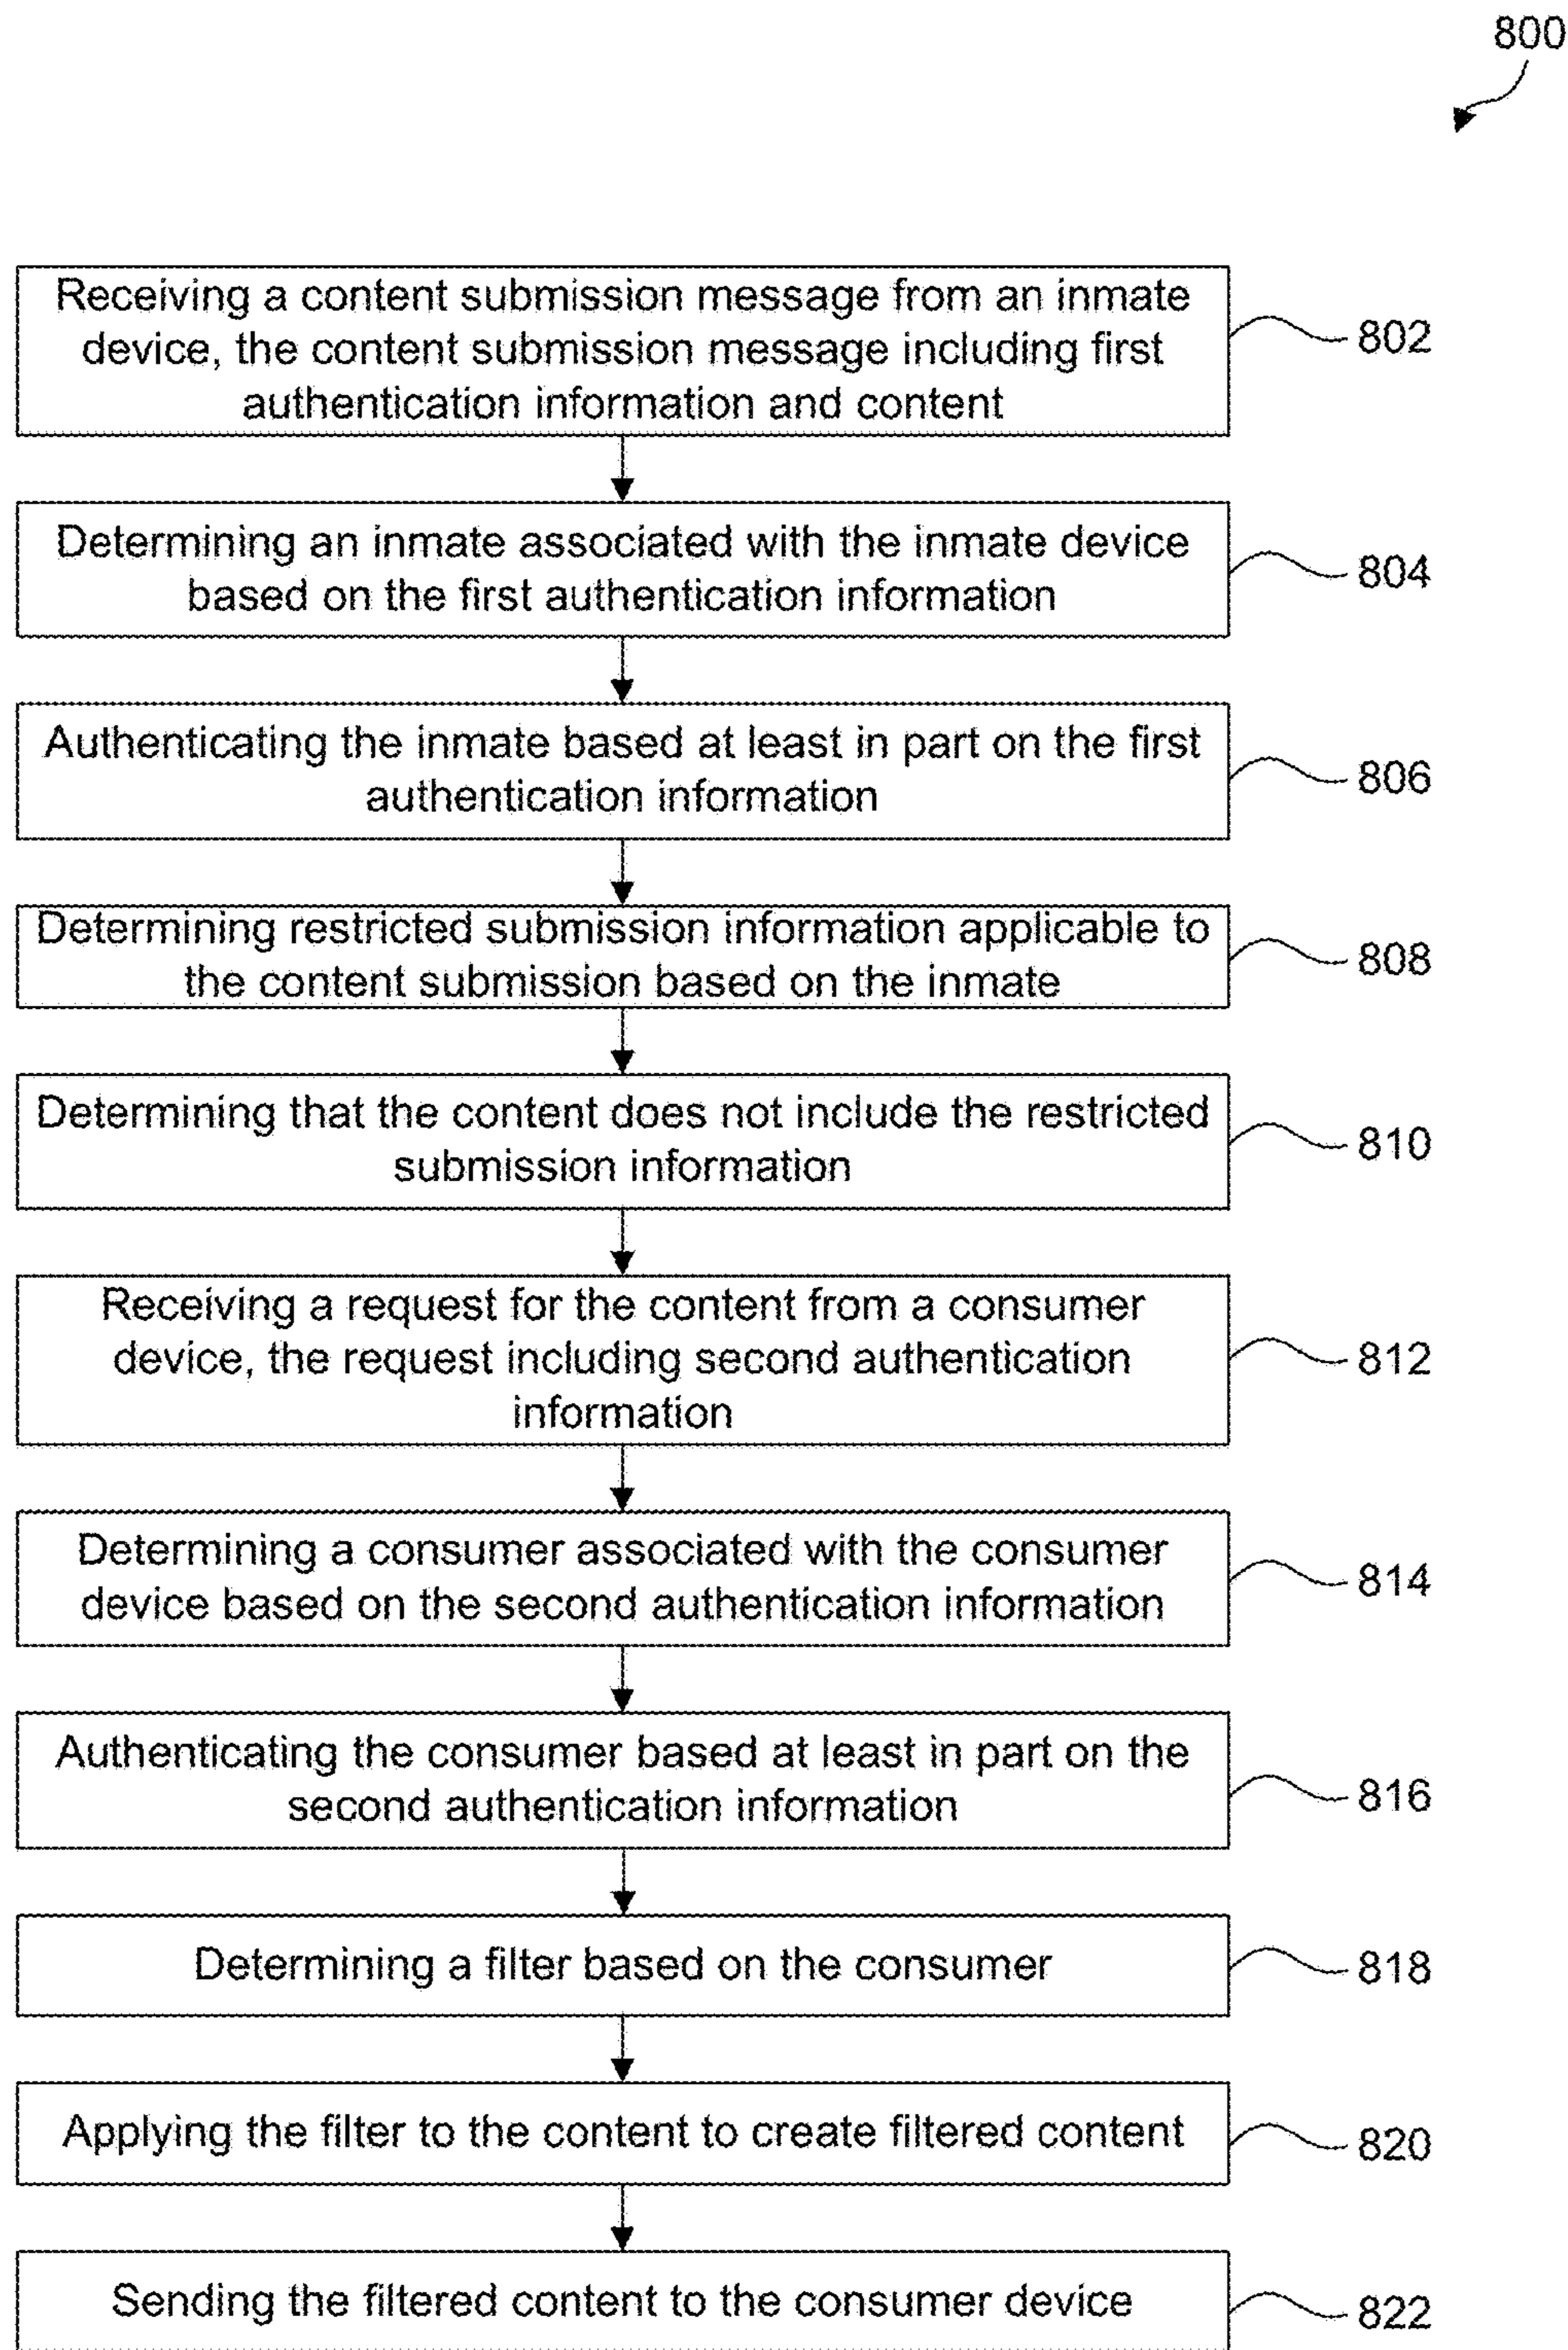 800
Receiving a content submission message from an inmate
device, the content submission message including first
authentication information and content
802
Determining an inmate associated with the inmate device
based on the first authentication information
804
Authenticating the inmate based at least in part on the first
authentication information
806
Determining restricted submission information applicable to
the content submission based on the inmate
808
Determining that the content does not include the restricted
submission information
810
Receiving a request for the content from a consumer
device, the request including second authentication
information
812
Determining a consumer associated with the consumer
device based on the second authentication information
814
Authenticating the consumer based at least in part on the
second authentication information
816
Determining a filter based on the consumer
818
Applying the filter to the content to create filtered content
820
Sending the filtered content to the consumer device
822